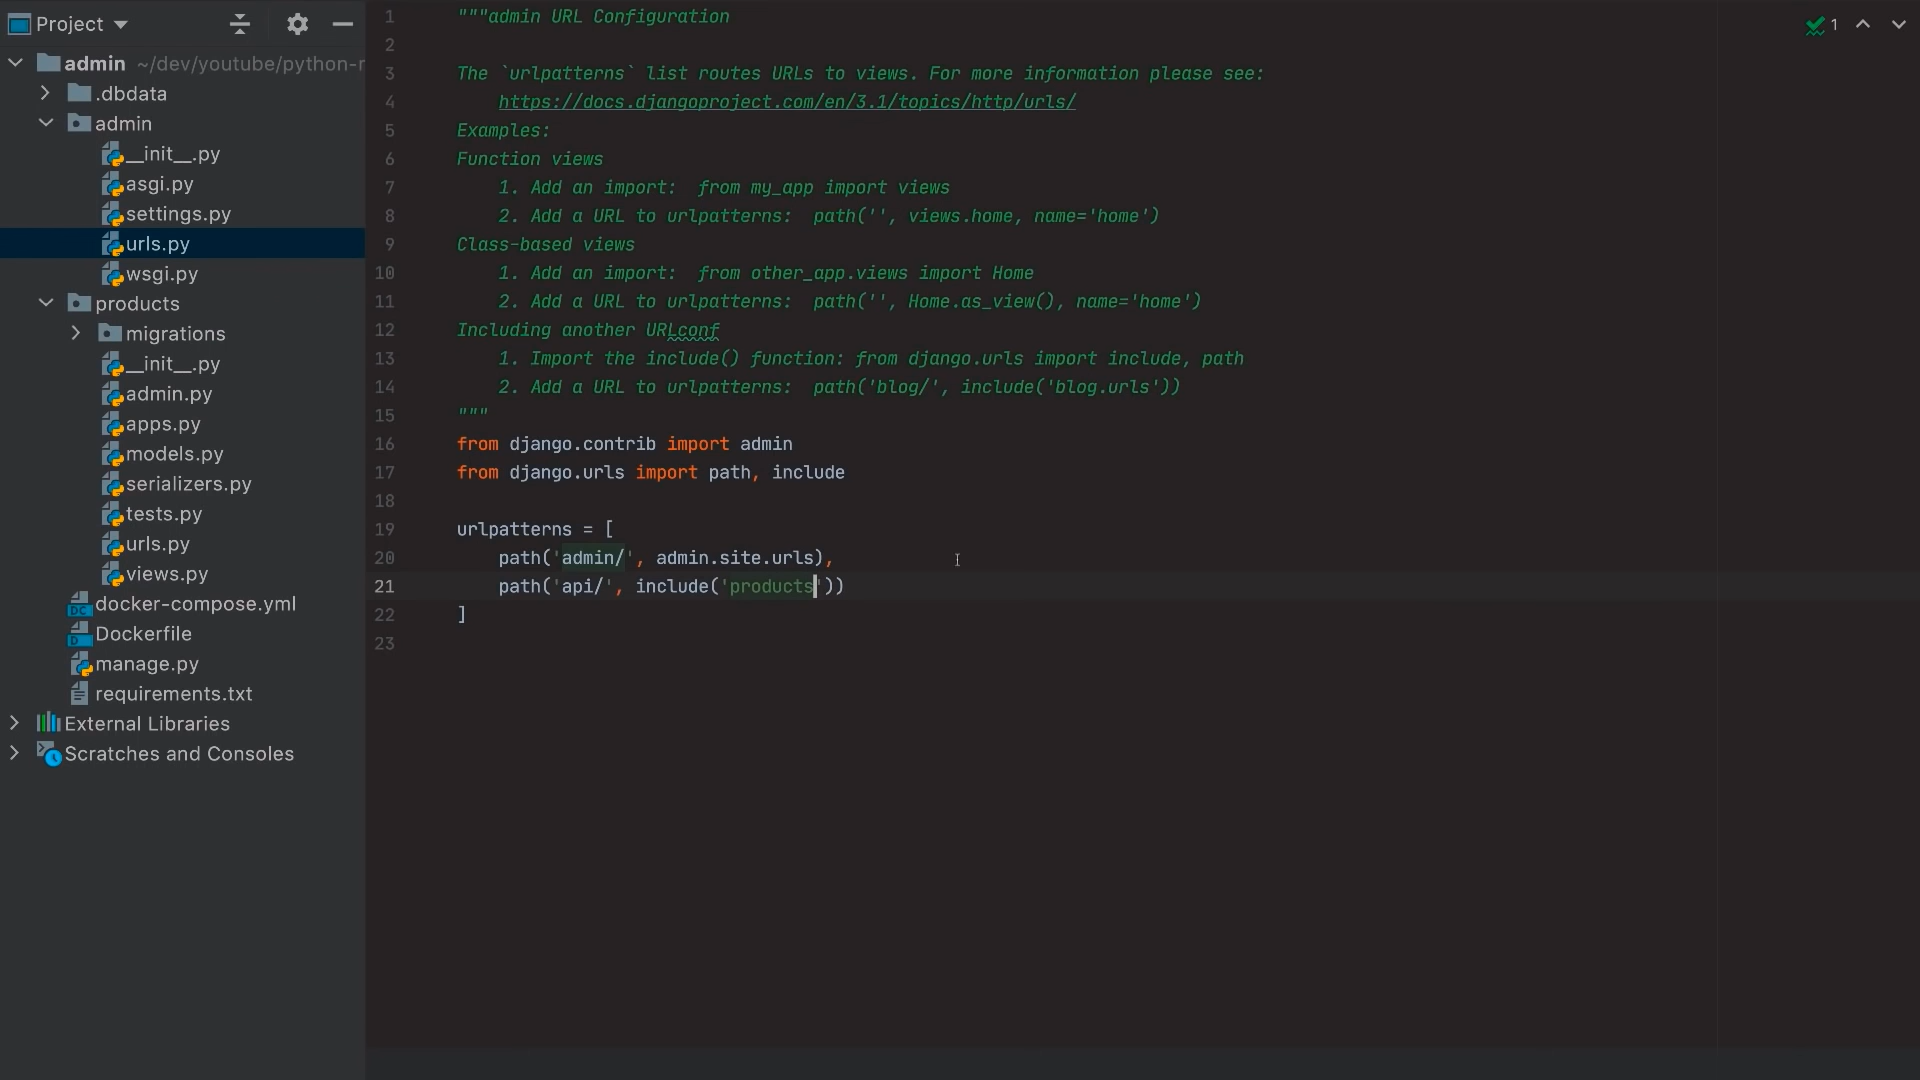 Project
admin ~/dev/youtube/python-r
.dbdata
admin
__init__.py
asgi.py
settings.py
urls.py
wsgi.py
products
migrations
__init__.py
admin.py
apps.py
models.py
serializers.py
tests.py
urls.py
views.py
docker-compose.yml
Dockerfile
manage.py
requirements.txt
External Libraries
Scratches and Consoles
1 """admin URL Configuration
2
3 The `urlpatterns` list routes URLs to views. For more information please see:
4 https://docs.djangoproject.com/en/3.1/topics/http/urls/
5 Examples:
6 Function views
7 1. Add an import:  from my_app import views
8 2. Add a URL to urlpatterns:  path('', views.home, name='home')
9 Class-based views
10 1. Add an import:  from other_app.views import Home
11 2. Add a URL to urlpatterns:  path('', Home.as_view(), name='home')
12 Including another URLconf
13 1. Import the include() function: from django.urls import include, path
14 2. Add a URL to urlpatterns:  path('blog/', include('blog.urls'))
15 """
16 from django.contrib import admin
17 from django.urls import path, include
18
19 urlpatterns = [
20 path('admin/', admin.site.urls),
21 path('api/', include('products'))
22 ]
23
1